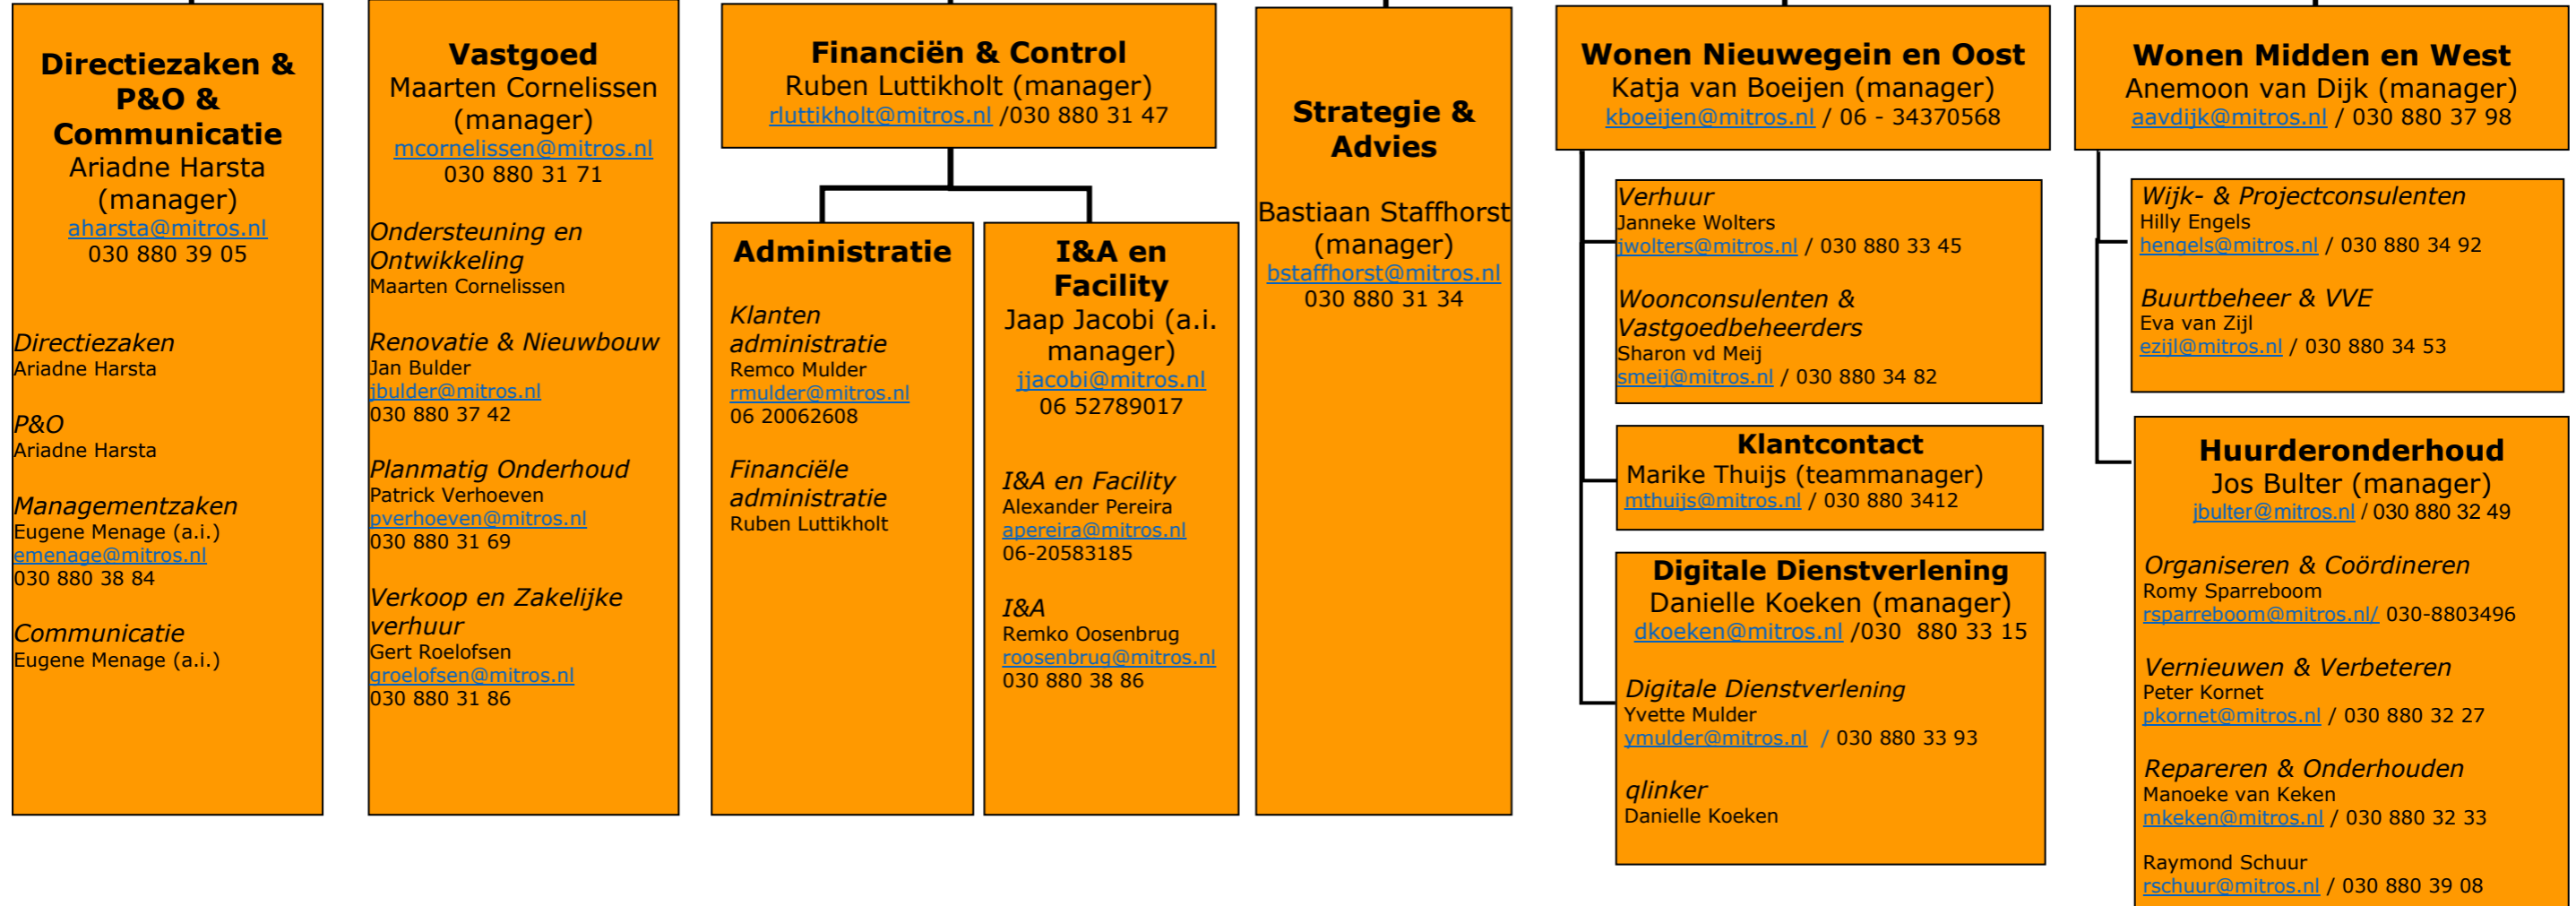 Directiezaken &
P&O &
Communicatie
Ariadne Harsta
(manager)
aharsta@mitros.nl
030 880 39 05
Directiezaken
Ariadne Harsta
P&O
Ariadne Harsta
Managementzaken
Eugene Menage (a.i.)
emenage@mitros.nl
030 880 38 84
Communicatie
Eugene Menage (a.i.)
Vastgoed
Maarten Cornelissen
(manager)
mcornelissen@mitros.nl
030 880 31 71
Ondersteuning en
Ontwikkeling
Maarten Cornelissen
Renovatie & Nieuwbouw
Jan Bulder
jbulder@mitros.nl
030 880 37 42
Planmatig Onderhoud
Patrick Verhoeven
pverhoeven@mitros.nl
030 880 31 69
Verkoop en Zakelijke
verhuur
Gert Roelofsen
groelofsen@mitros.nl
030 880 31 86
Financiën & Control
Ruben Luttikholt (manager)
rluttikholt@mitros.nl /030 880 31 47
Administratie
Klanten
administratie
Remco Mulder
rmulder@mitros.nl
06 20062608
Financiële
administratie
Ruben Luttikholt
I&A en
Facility
Jaap Jacobi (a.i.
manager)
jjacobi@mitros.nl
06 52789017
I&A en Facility
Alexander Pereira
apereira@mitros.nl
06-20583185
I&A
Remko Oosenbrug
roosenbrug@mitros.nl
030 880 38 86
Strategie &
Advies
Bastiaan Staffhorst
(manager)
bstaffhorst@mitros.nl
030 880 31 34
Wonen Nieuwegein en Oost
Katja van Boeijen (manager)
kboeijen@mitros.nl / 06 - 34370568
Verhuur
Janneke Wolters
jwolters@mitros.nl / 030 880 33 45
Woonconsulenten &
Vastgoedbeheerders
Sharon vd Meij
smeij@mitros.nl / 030 880 34 82
Klantcontact
Marike Thuijs (teammanager)
mthuijs@mitros.nl / 030 880 3412
Digitale Dienstverlening
Danielle Koeken (manager)
dkoeken@mitros.nl /030 880 33 15
Digitale Dienstverlening
Yvette Mulder
ymulder@mitros.nl / 030 880 33 93
qlinker
Danielle Koeken
Wonen Midden en West
Anemoon van Dijk (manager)
aavdijk@mitros.nl / 030 880 37 98
Wijk- & Projectconsulenten
Hilly Engels
hengels@mitros.nl / 030 880 34 92
Buurtbeheer & VVE
Eva van Zijl
ezijl@mitros.nl / 030 880 34 53
Huurderonderhoud
Jos Bulter (manager)
jbulter@mitros.nl / 030 880 32 49
Organiseren & Coördineren
Romy Sparreboom
rsparreboom@mitros.nl/ 030-8803496
Vernieuwen & Verbeteren
Peter Kornet
pkornet@mitros.nl / 030 880 32 27
Repareren & Onderhouden
Manoeke van Keken
mkeken@mitros.nl / 030 880 32 33
Raymond Schuur
rschuur@mitros.nl / 030 880 39 08